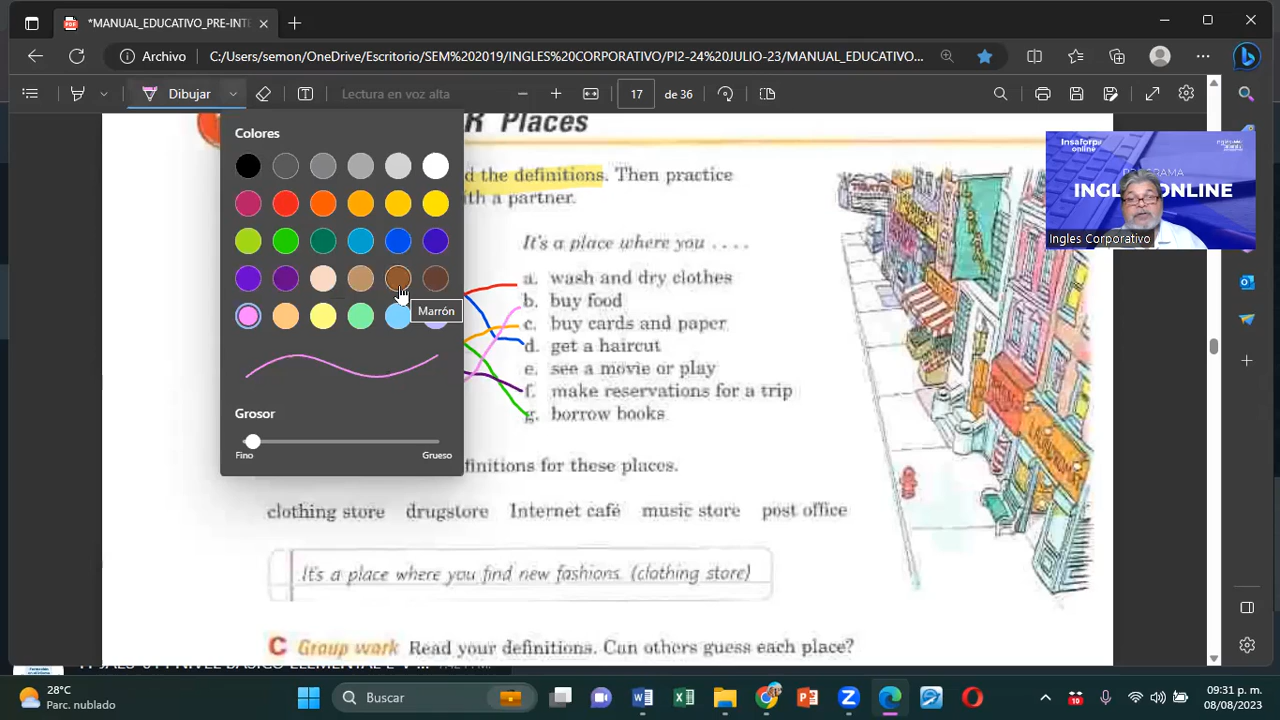 *MANUAL_EDUCATIVO_PRE-INTE
Archivo
C:/Users/semon/OneDrive/Escritorio/SEM%202019/INGLES%20CORPORATIVO/PI2-24%20JULIO-23/MANUAL_EDUCATIVO...
Dibujar
Lectura en voz alta
17
de 36
Colores
Marrón
Grosor
Fino
Grueso
R Places
d the definitions. Then practice
th a partner.
It's a place where you ....
a. wash and dry clothes
b. buy food
c. buy cards and paper
d. get a haircut
e. see a movie or play
f. make reservations for a trip
g. borrow books
finitions for these places.
clothing store drugstore Internet café music store post office
It's a place where you find new fashions. (clothing store)
C Group work Read your definitions. Can others guess each place?
Insaforp
online
PROGRAMA
INGLES ONLINE
Ingles Corporativo
28°C
Parc. nublado
Buscar
10
09:31 p. m.
08/08/2023